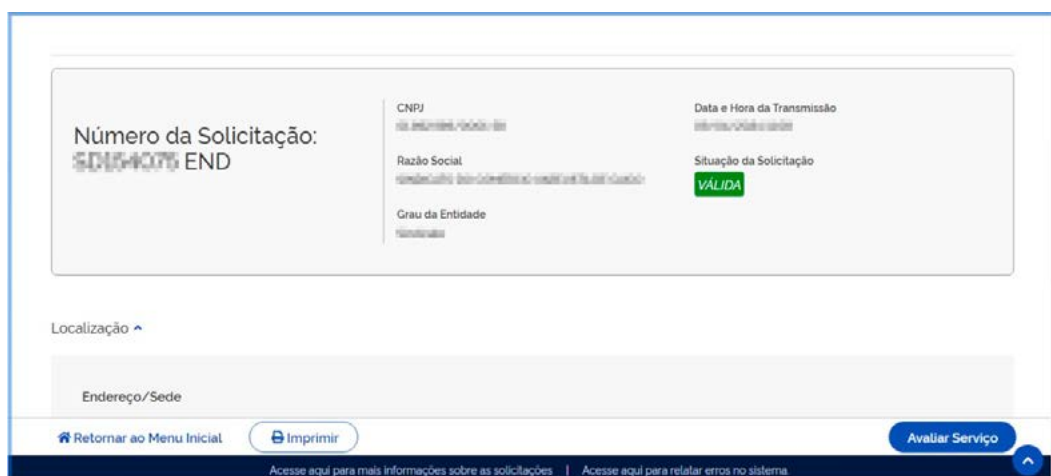 Número da Solicitação:
END
CNPJ
Razão Social
Grau da Entidade
Data e Hora da Transmissão
Situação da Solicitação
VÁLIDA
Localização
Endereço/Sede
Retornar ao Menu Inicial
Imprimir
Avaliar Serviço
Acesse aqui para mais informações sobre as solicitações | Acesse aqui para relatar erros no sistema.